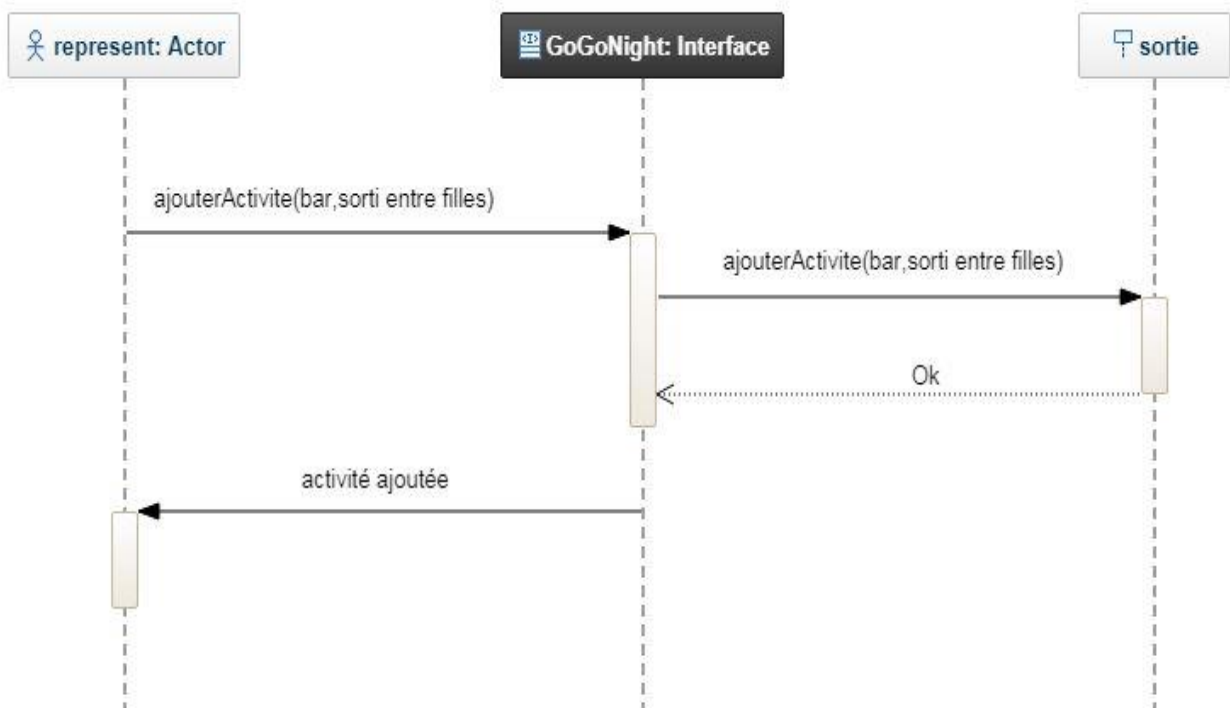 represent: Actor
GoGoNight: Interface
sortie
ajouterActivite(bar,sorti entre filles)
ajouterActivite(bar,sorti entre filles)
Ok
activité ajoutée